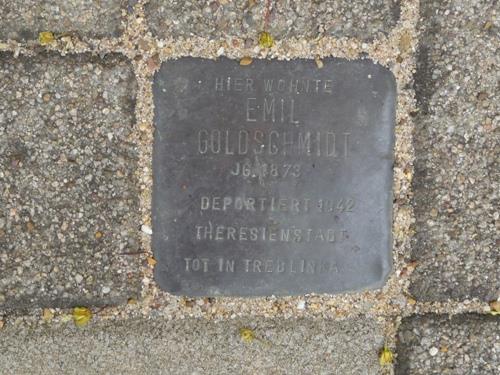 HIER WOHNTE
EMIL
GOLDSCHMIDT
JG. 1873
DEPORTIERT 1942
THERESIENSTADT
TOT IN TREBLINKA